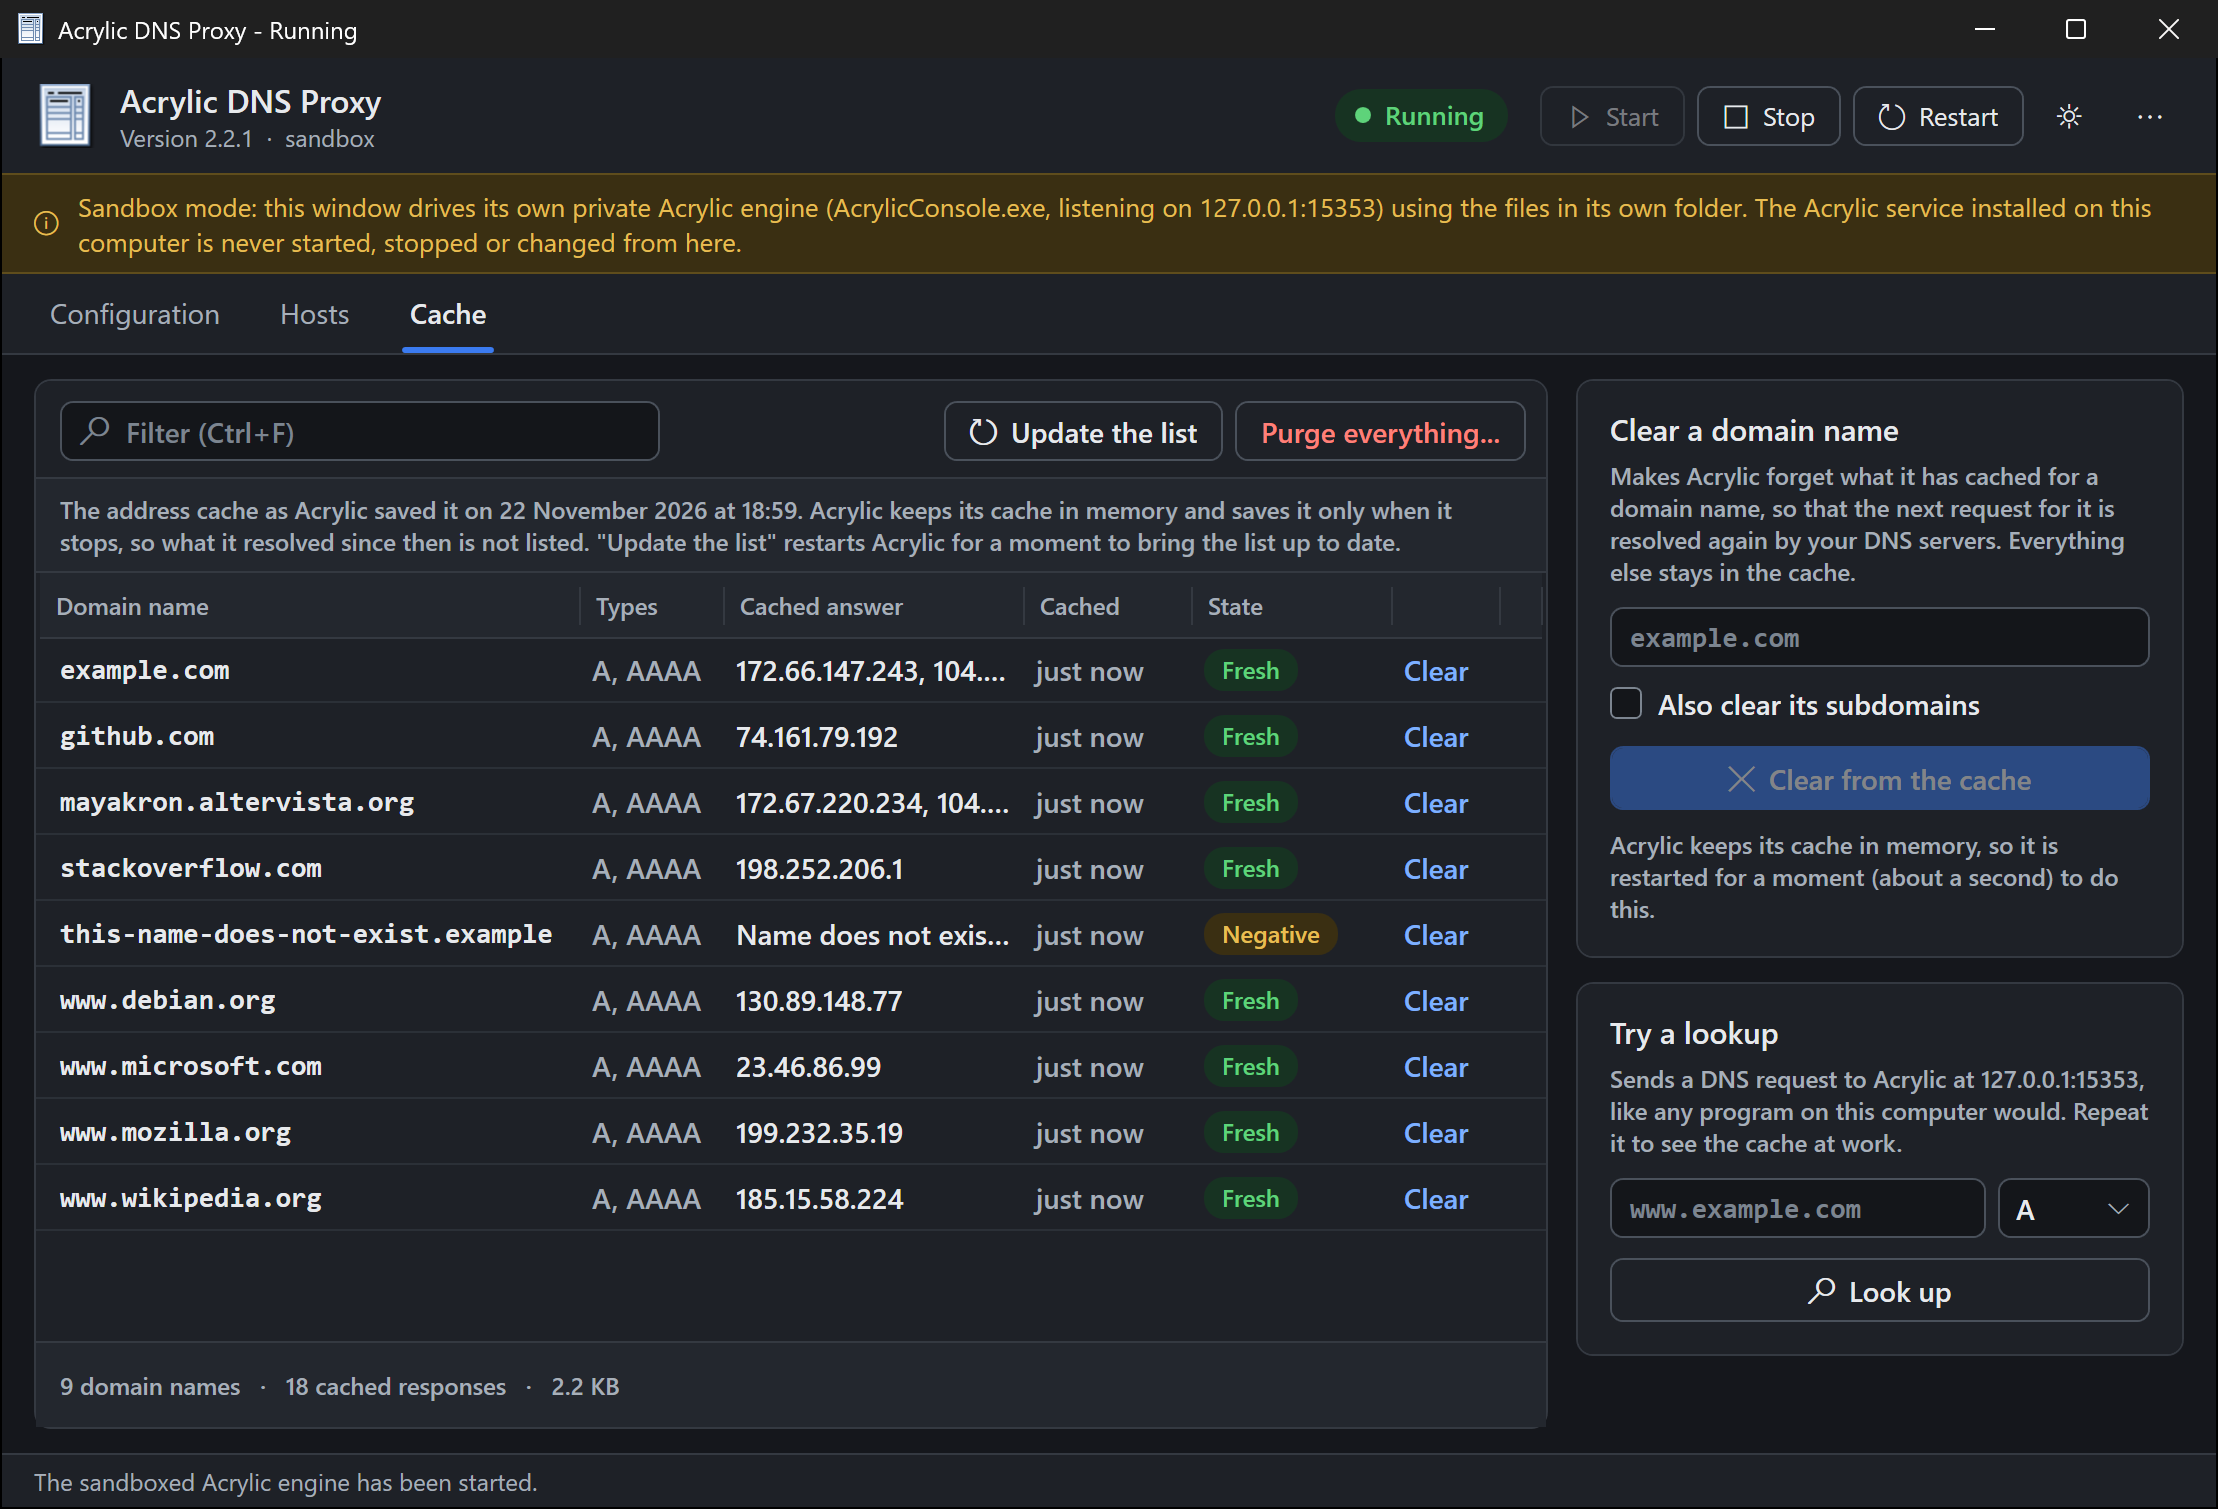 Acrylic DNS Proxy - Running
Acrylic DNS Proxy
Version 2.2.1 · sandbox
Running
Start
Stop
Restart
Sandbox mode: this window drives its own private Acrylic engine (AcrylicConsole.exe, listening on 127.0.0.1:15353) using the files in its own folder. The Acrylic service installed on this
computer is never started, stopped or changed from here.
Configuration Hosts Cache
Filter (Ctrl+F)
Update the list
Purge everything...
The address cache as Acrylic saved it on 22 November 2026 at 18:59. Acrylic keeps its cache in memory and saves it only when it
stops, so what it resolved since then is not listed. "Update the list" restarts Acrylic for a moment to bring the list up to date.
Domain name Types Cached answer Cached State
example.com A, AAAA 172.66.147.243, 104.... just now Fresh Clear
github.com A, AAAA 74.161.79.192 just now Fresh Clear
mayakron.altervista.org A, AAAA 172.67.220.234, 104.... just now Fresh Clear
stackoverflow.com A, AAAA 198.252.206.1 just now Fresh Clear
this-name-does-not-exist.example A, AAAA Name does not exis... just now Negative Clear
www.debian.org A, AAAA 130.89.148.77 just now Fresh Clear
www.microsoft.com A, AAAA 23.46.86.99 just now Fresh Clear
www.mozilla.org A, AAAA 199.232.35.19 just now Fresh Clear
www.wikipedia.org A, AAAA 185.15.58.224 just now Fresh Clear
9 domain names · 18 cached responses · 2.2 KB
Clear a domain name
Makes Acrylic forget what it has cached for a
domain name, so that the next request for it is
resolved again by your DNS servers. Everything
else stays in the cache.
example.com
Also clear its subdomains
Clear from the cache
Acrylic keeps its cache in memory, so it is
restarted for a moment (about a second) to do
this.
Try a lookup
Sends a DNS request to Acrylic at 127.0.0.1:15353,
like any program on this computer would. Repeat
it to see the cache at work.
www.example.com A
Look up
The sandboxed Acrylic engine has been started.